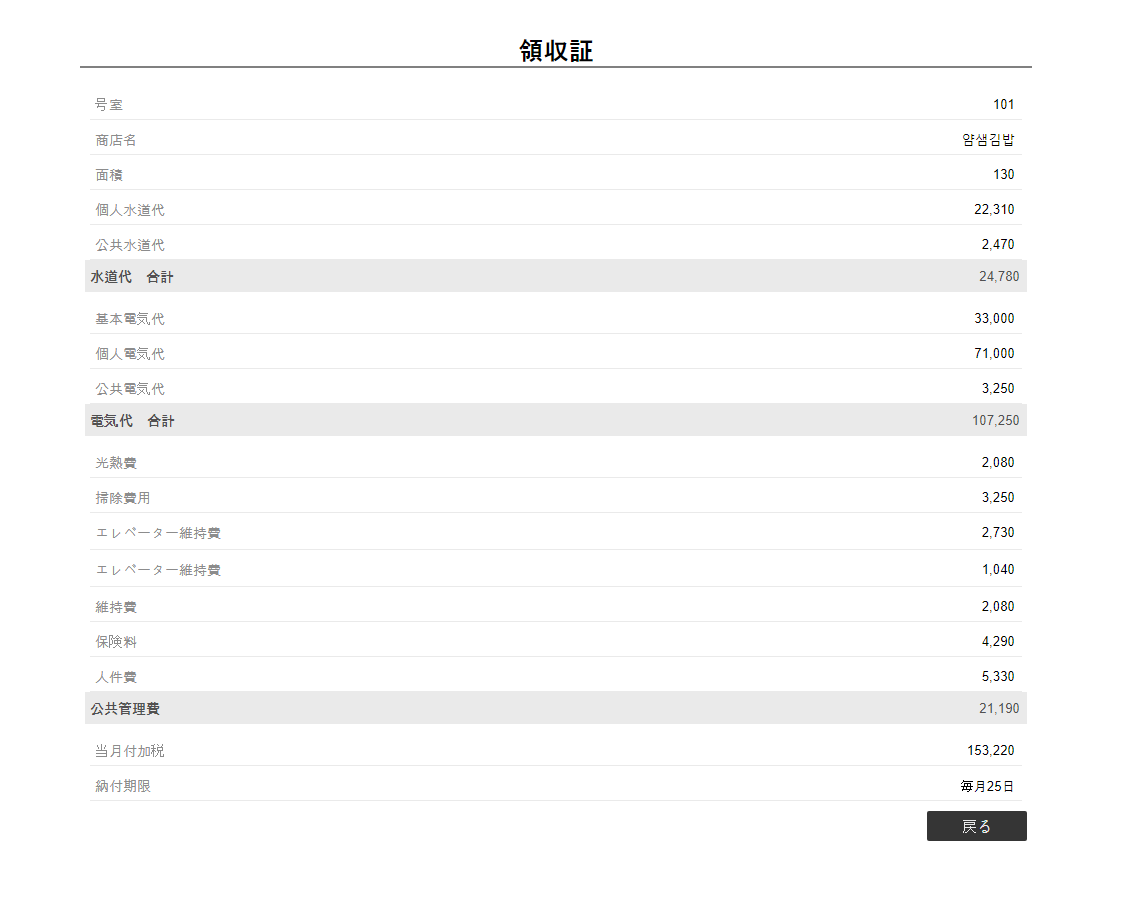 領収証
号室 101
商店名 얌샘김밥
面積 130
個人水道代 22,310
公共水道代 2,470
水道代　合計 24,780
基本電気代 33,000
個人電気代 71,000
公共電気代 3,250
電気代　合計 107,250
光熱費 2,080
掃除費用 3,250
エレベーター維持費 2,730
エレベーター維持費 1,040
維持費 2,080
保険料 4,290
人件費 5,330
公共管理費 21,190
当月付加税 153,220
納付期限 毎月25日
戻る